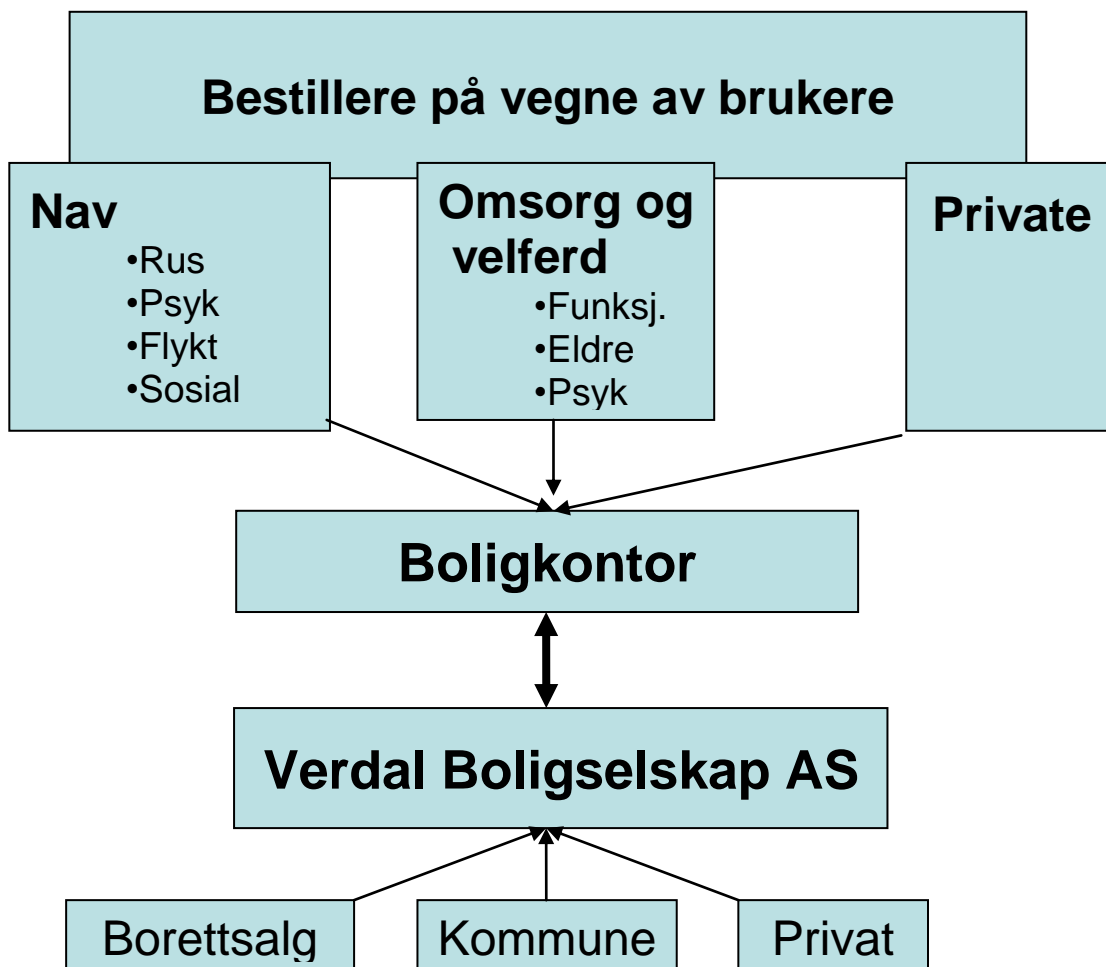 Bestillere på vegne av brukere
Nav
•Rus
•Psyk
•Flykt
•Sosial
Omsorg og
velferd
•Funksj.
•Eldre
•Psyk
Private
Boligkontor
Verdal Boligselskap AS
Borettsalg
Kommune
Privat